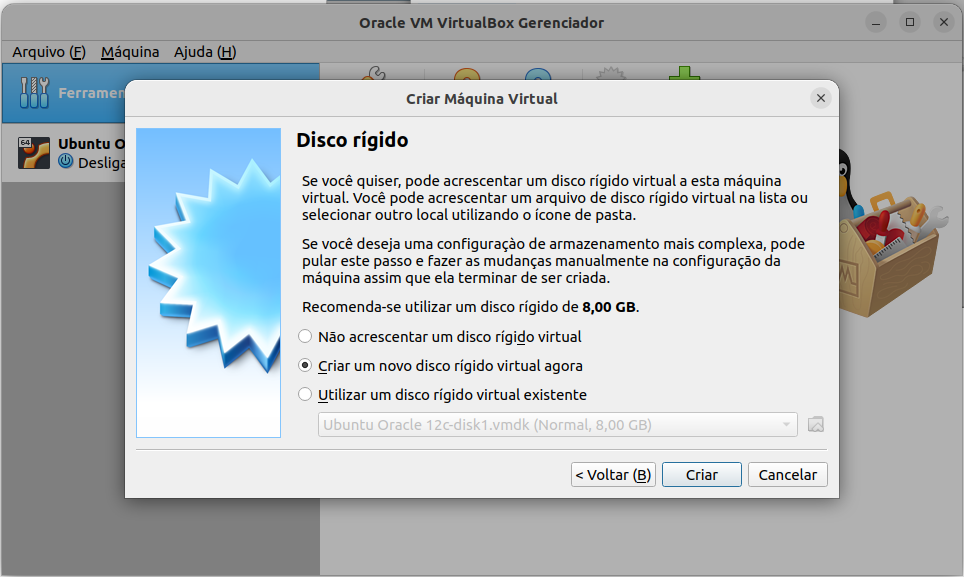 Oracle VM VirtualBox Gerenciador
Arquivo (F) Máquina Ajuda (H)
Criar Máquina Virtual
64
Disco rígido
Se você quiser, pode acrescentar um disco rígido virtual a esta máquina
virtual. Você pode acrescentar um arquivo de disco rígido virtual na lista ou
selecionar outro local utilizando o ícone de pasta.
Se você deseja uma configuraçào de armazenamento mais complexa, pode
pular este passo e fazer as mudanças manualmente na configuração da
máquina assim que ela terminar de ser criada.
Recomenda-se utilizar um disco rígido de 8,00 GB.
Não acrescentar um disco rígido virtual
Criar um novo disco rígido virtual agora
Utilizar um disco rígido virtual existente
Ubuntu Oracle 12c-disk1.vmdk (Normal, 8,00 GB)
< Voltar (B) Criar Cancelar
Ferramen
Ubuntu O
Desliga